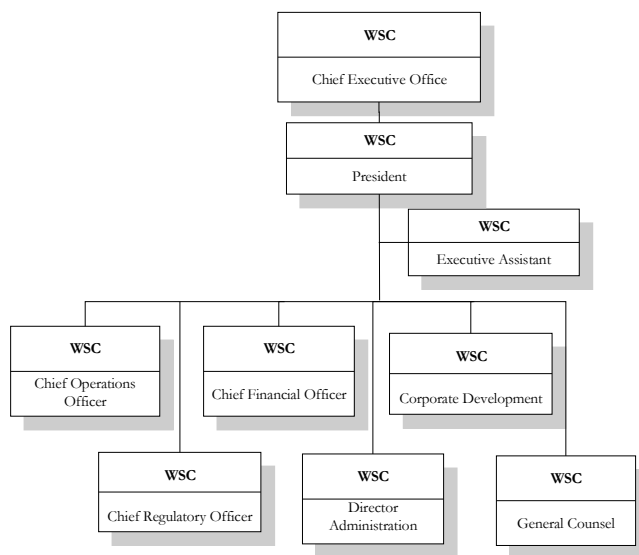 WSC
Chief Executive Office
WSC
President
WSC
Executive Assistant
WSC
Chief Operations
Officer
WSC
Chief Financial Officer
WSC
Corporate Development
WSC
Chief Regulatory Officer
WSC
Director
Administration
WSC
General Counsel